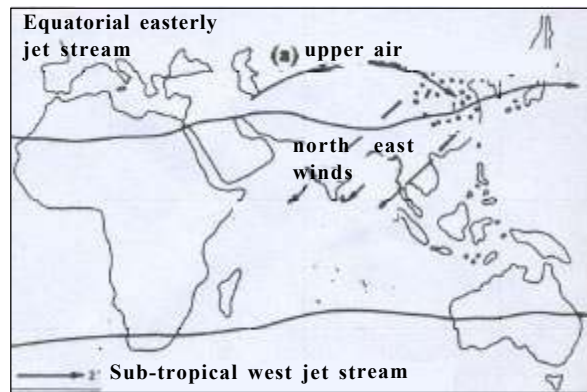 Equatorial easterly
jet stream
(a) upper air
north east
winds
Sub-tropical west jet stream